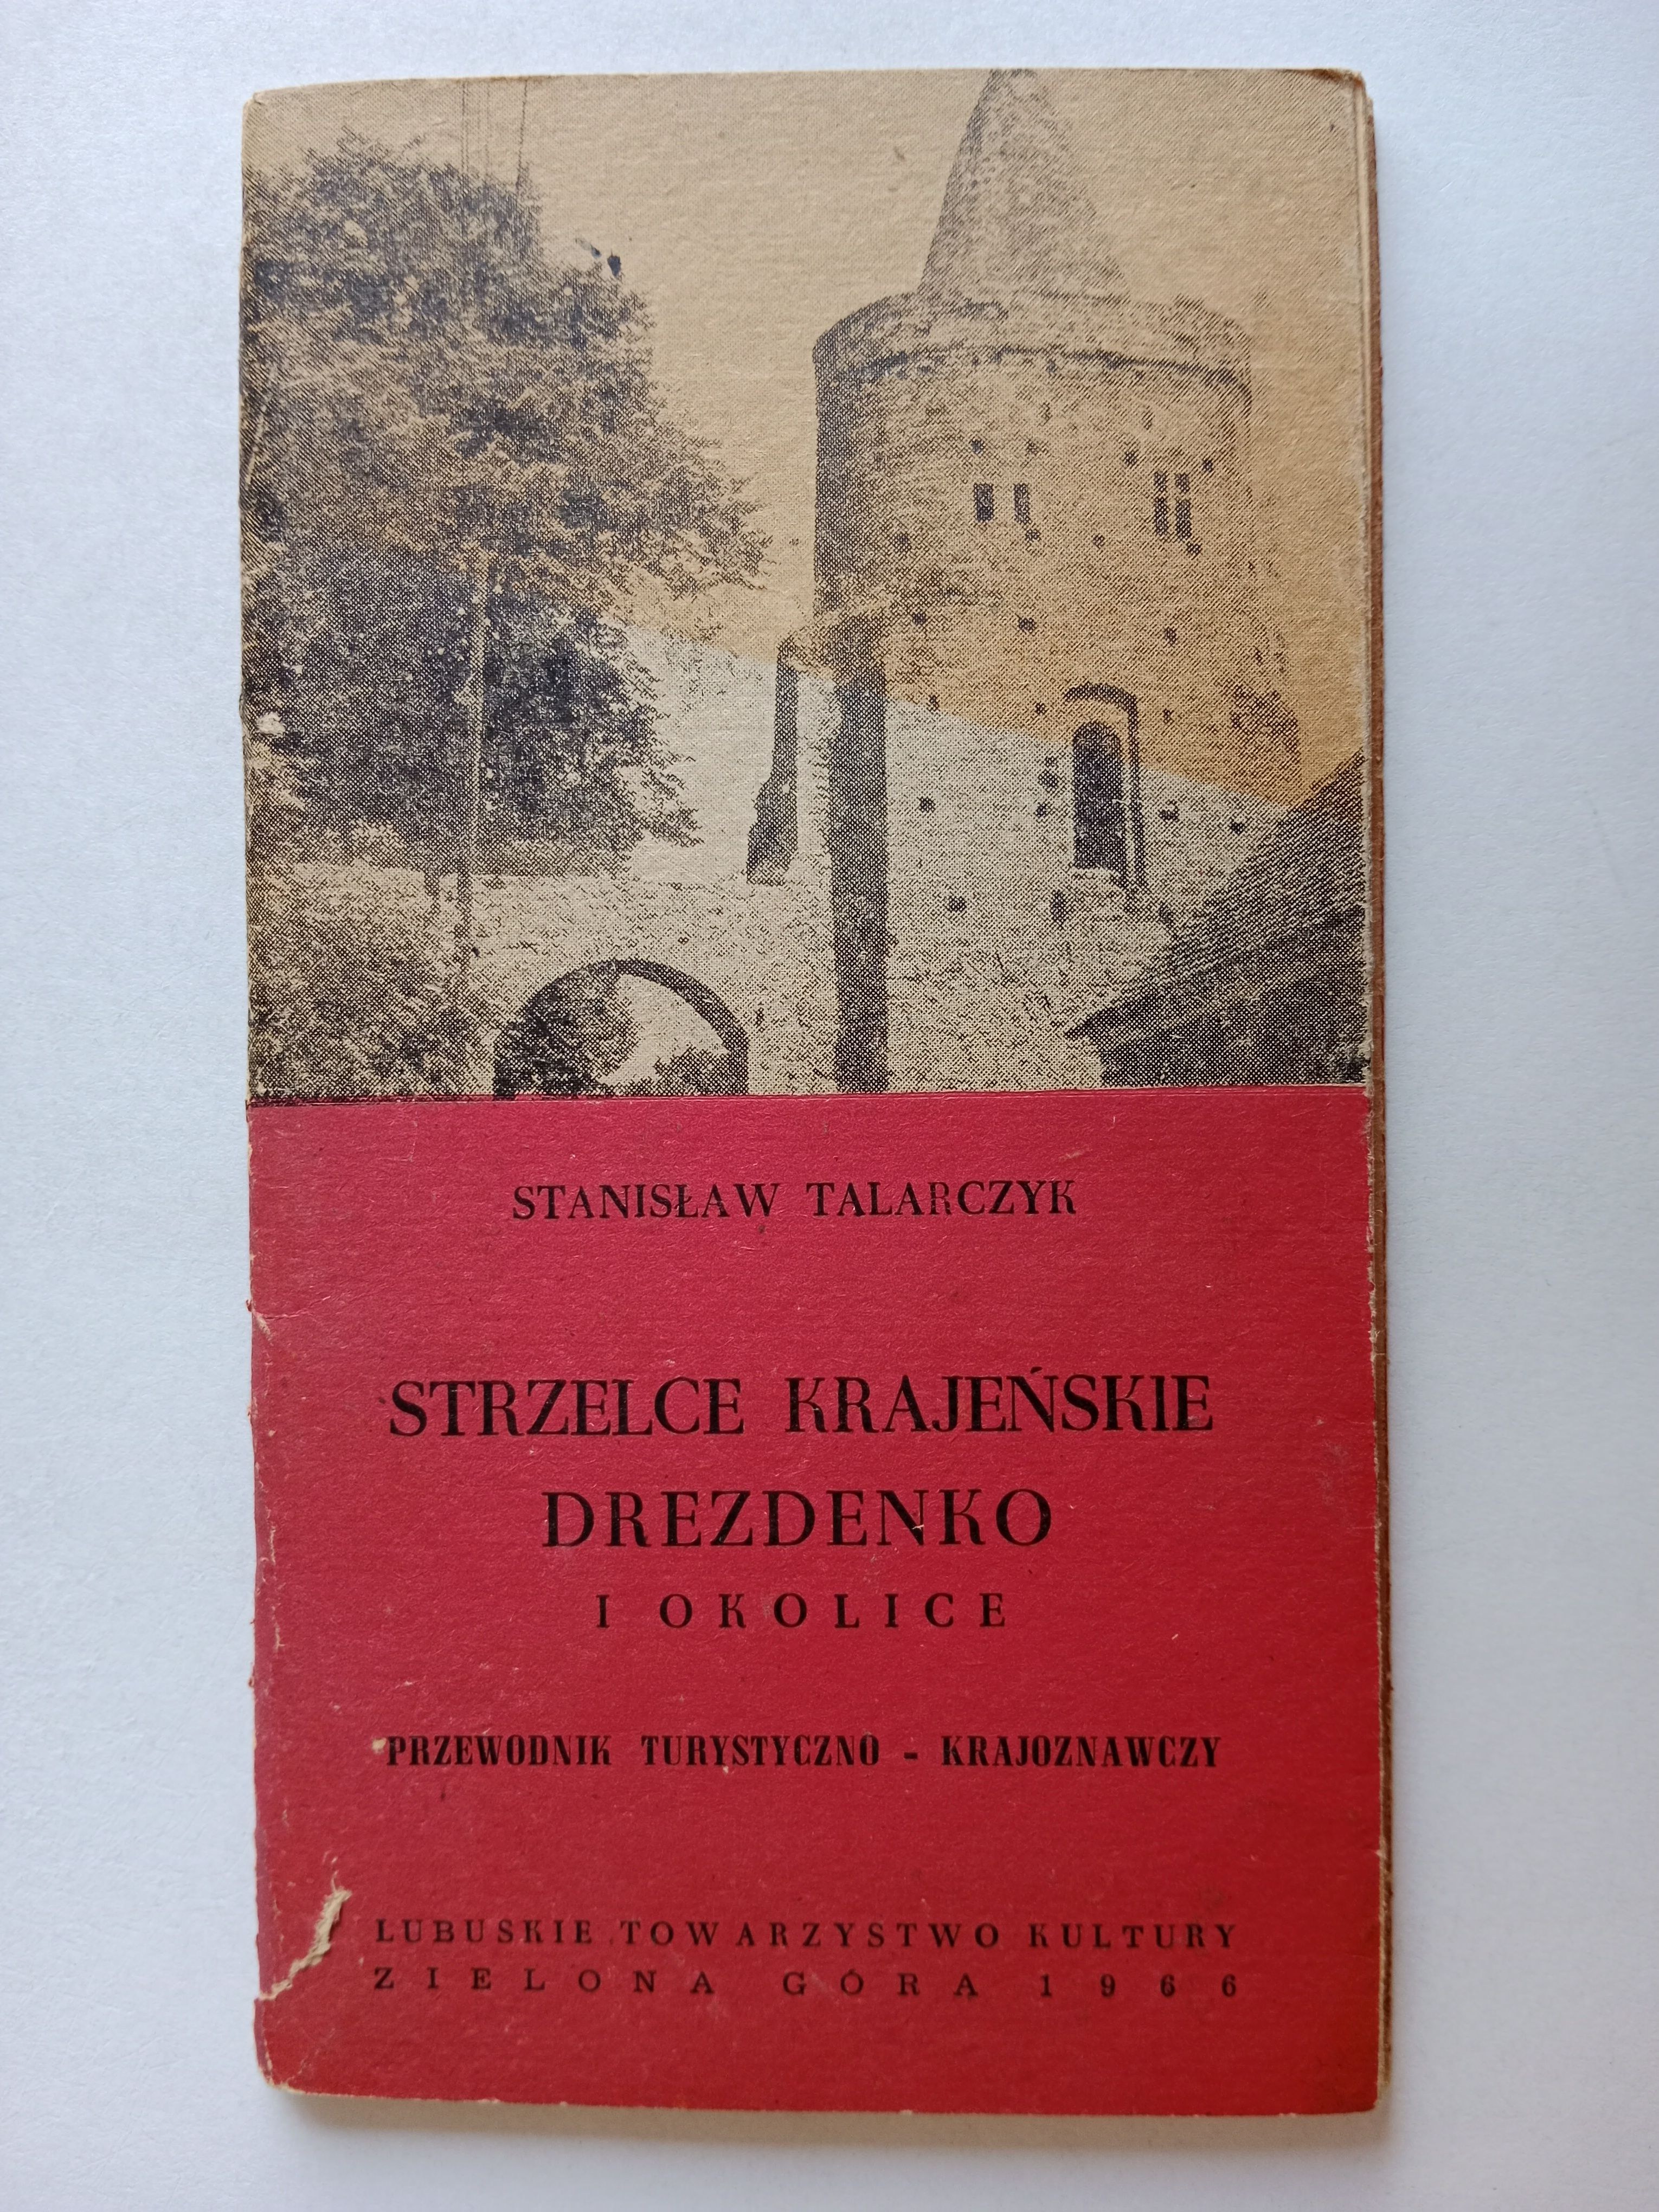 STANISŁAW TALARCZYK
STRZELCE KRAJEŃSKIE
DREZDENKO
I OKOLICE
PRZEWODNIK TURYSTYCZNO - KRAJOZNAWCZY
LUBUSKIE TOWARZYSTWO KULTURY
ZIELONA GÓRA 1966